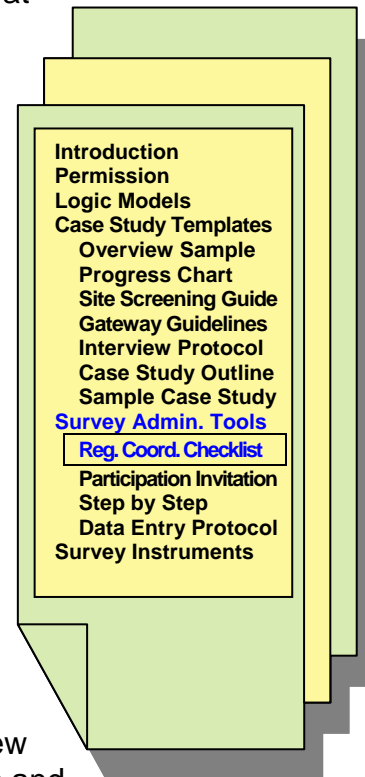 Introduction
Permission
Logic Models
Case Study Templates
Overview Sample
Progress Chart
Site Screening Guide
Gateway Guidelines
Interview Protocol
Case Study Outline
Sample Case Study
Survey Admin. Tools
Reg. Coord. Checklist
Participation Invitation
Step by Step
Data Entry Protocol
Survey Instruments